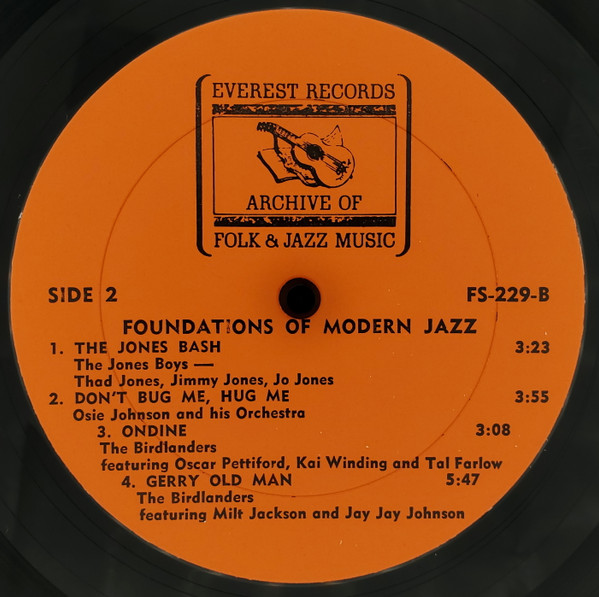 EVEREST RECORDS
ARCHIVE OF
FOLK & JAZZ MUSIC
SIDE 2 FS-229-B
FOUNDATIONS OF MODERN JAZZ
1. THE JONES BASH 3:23
The Jones Boys —
Thad Jones, Jimmy Jones, Jo Jones
2. DON'T BUG ME, HUG ME 3:55
Osie Johnson and his Orchestra
3. ONDINE 3:08
The Birdlanders
featuring Oscar Pettiford, Kai Winding and Tal Farlow
4. GERRY OLD MAN 5:47
The Birdlanders
featuring Milt Jackson and Jay Jay Johnson